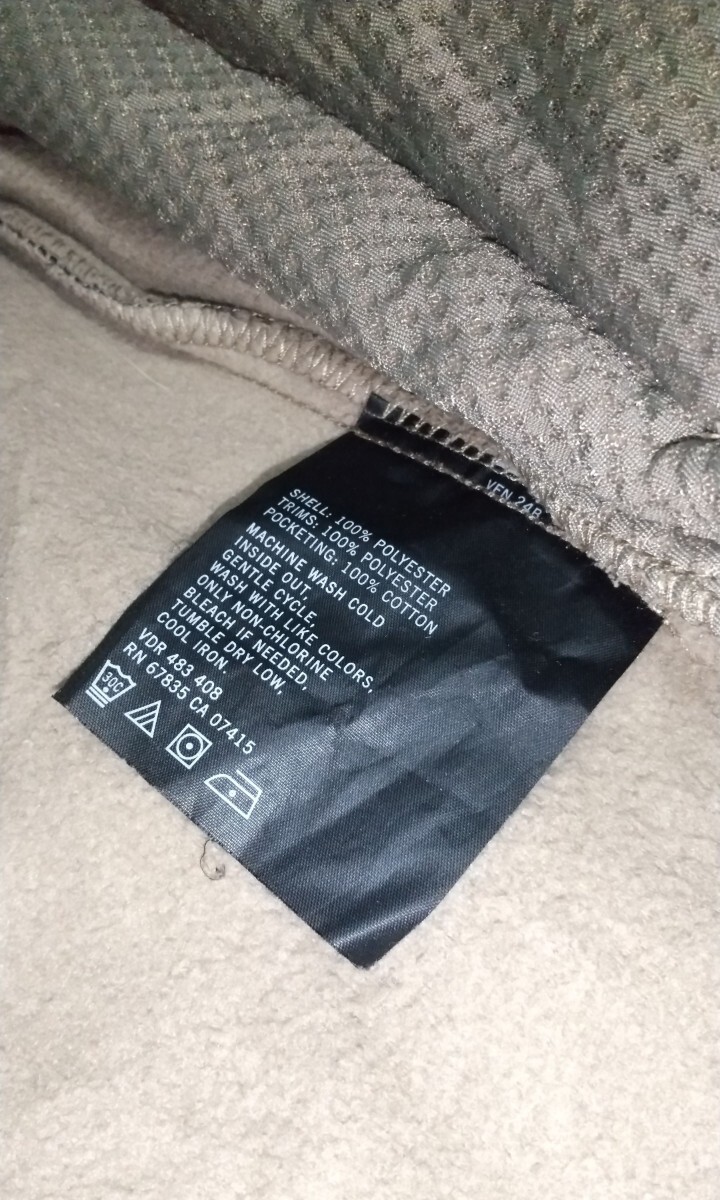 VFN 24B
SHELL: 100% POLYESTER
TRIMS: 100% POLYESTER
POCKETING: 100% COTTON
MACHINE WASH COLD
INSIDE OUT,
GENTLE CYCLE,
WASH WITH LIKE COLORS,
ONLY NON-CHLORINE
BLEACH IF NEEDED,
TUMBLE DRY LOW,
COOL IRON.
VDR 483 408
RN 67835 CA 07415
30C